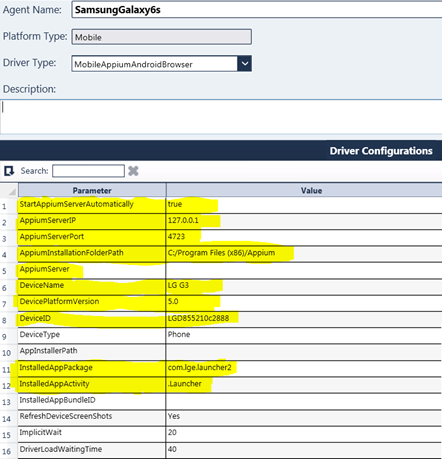 Agent Name: SamsungGalaxy6s
Platform Type: Mobile
Driver Type: MobileAppiumAndroidBrowser
Description:
Driver Configurations
Search:
Parameter Value
1 StartAppiumServerAutomatically true
2 AppiumServerIP 127.0.0.1
3 AppiumServerPort 4723
4 AppiumInstallationFolderPath C:/Program Files (x86)/Appium
5 AppiumServer
6 DeviceName LG G3
7 DevicePlatformVersion 5.0
8 DeviceID LGD855210c2888
9 DeviceType Phone
10 AppInstallerPath
11 InstalledAppPackage com.lge.launcher2
12 InstalledAppActivity .Launcher
13 InstalledAppBundleID
14 RefreshDeviceScreenShots Yes
15 ImplicitWait 20
16 DriverLoadWaitingTime 40